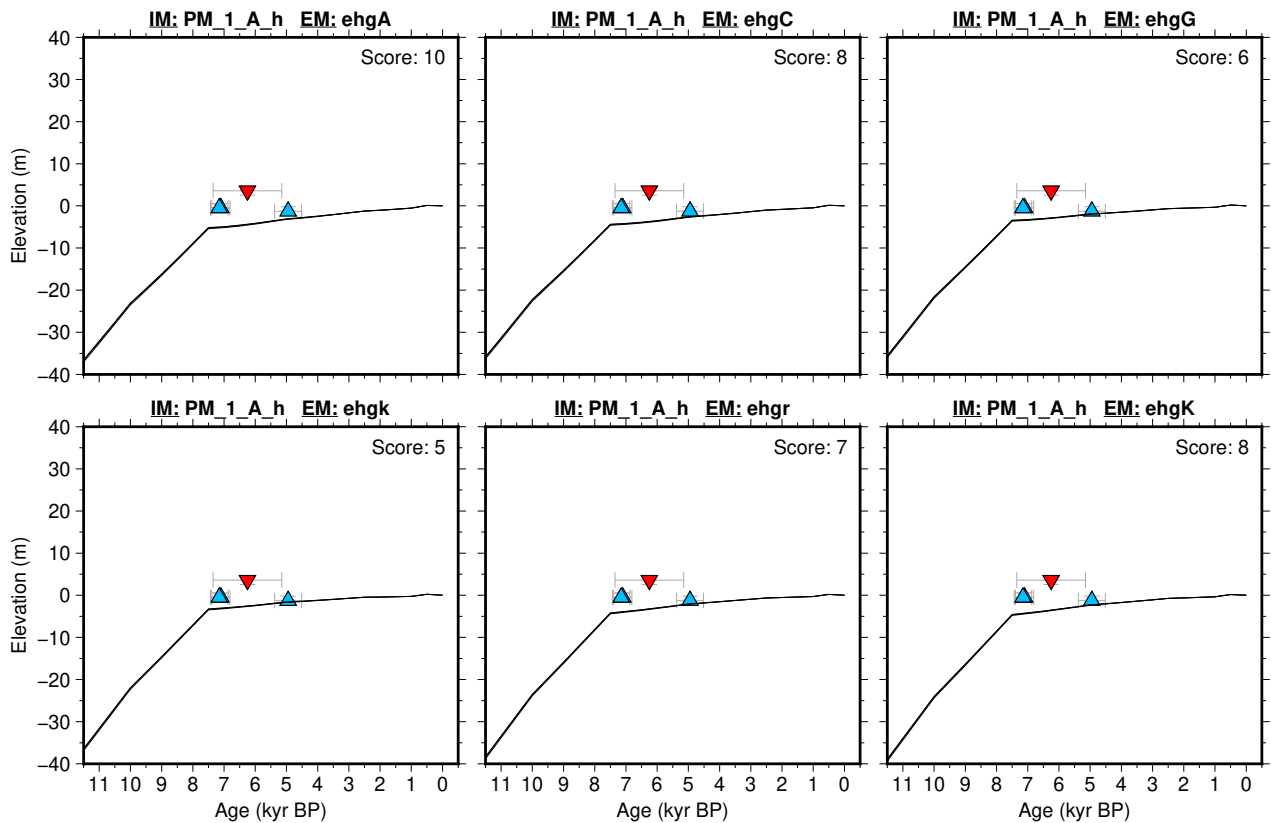 IM: PM_1_A_h EM: ehgA
IM: PM_1_A_h EM: ehgC
IM: PM_1_A_h EM: ehgG
Score: 10
Score: 8
Score: 6
40
30
20
10
0
−10
−20
−30
−40
Elevation (m)
IM: PM_1_A_h EM: ehgk
IM: PM_1_A_h EM: ehgr
IM: PM_1_A_h EM: ehgK
Score: 5
Score: 7
Score: 8
40
30
20
10
0
−10
−20
−30
−40
Elevation (m)
11 10 9 8 7 6 5 4 3 2 1 0
11 10 9 8 7 6 5 4 3 2 1 0
11 10 9 8 7 6 5 4 3 2 1 0
Age (kyr BP)
Age (kyr BP)
Age (kyr BP)